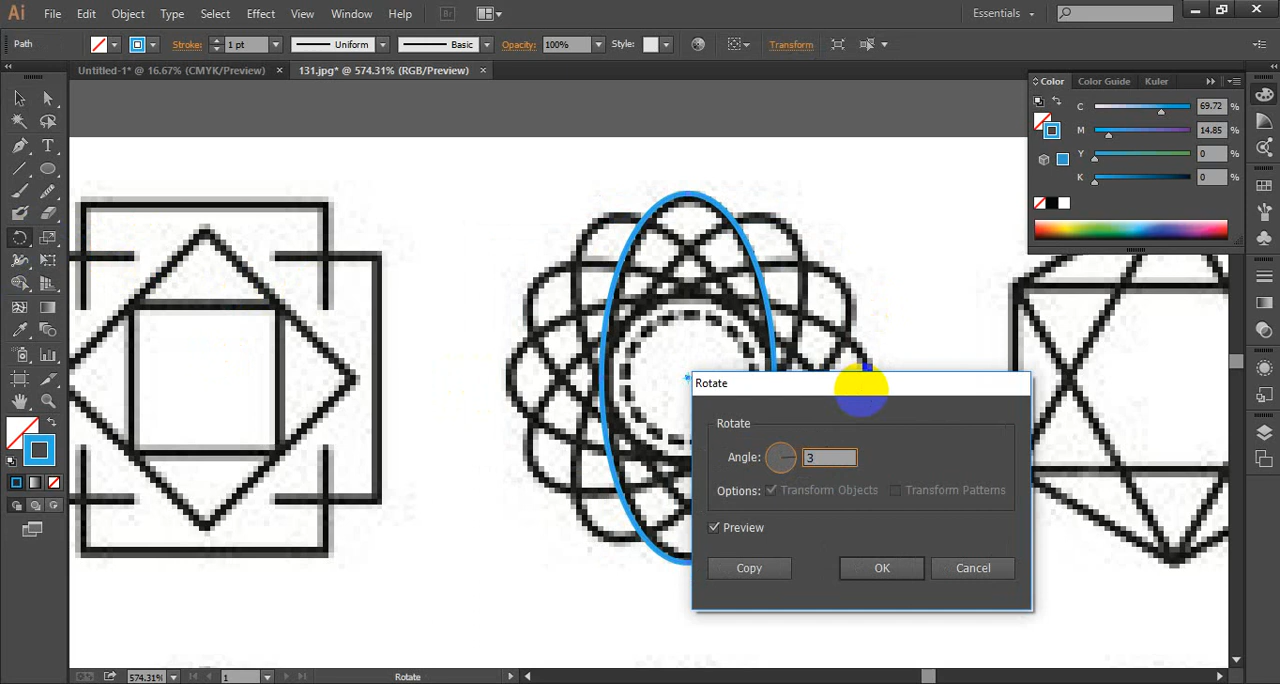 Ai File Edit Object Type Select Effect View Window Help Br Essentials
Path Stroke: 1 pt Uniform Basic Opacity: 100% Style: Transform
Untitled-1* @ 16.67% (CMYK/Preview) × 131.jpg* @ 574.31% (RGB/Preview) ×
Color Color Guide Kuler
C 69.72 %
M 14.85 %
Y 0 %
K 0 %
T
Rotate
Rotate
Angle: 3
Options: Transform Objects Transform Patterns
Preview
Copy OK Cancel
574.31% 1 Rotate